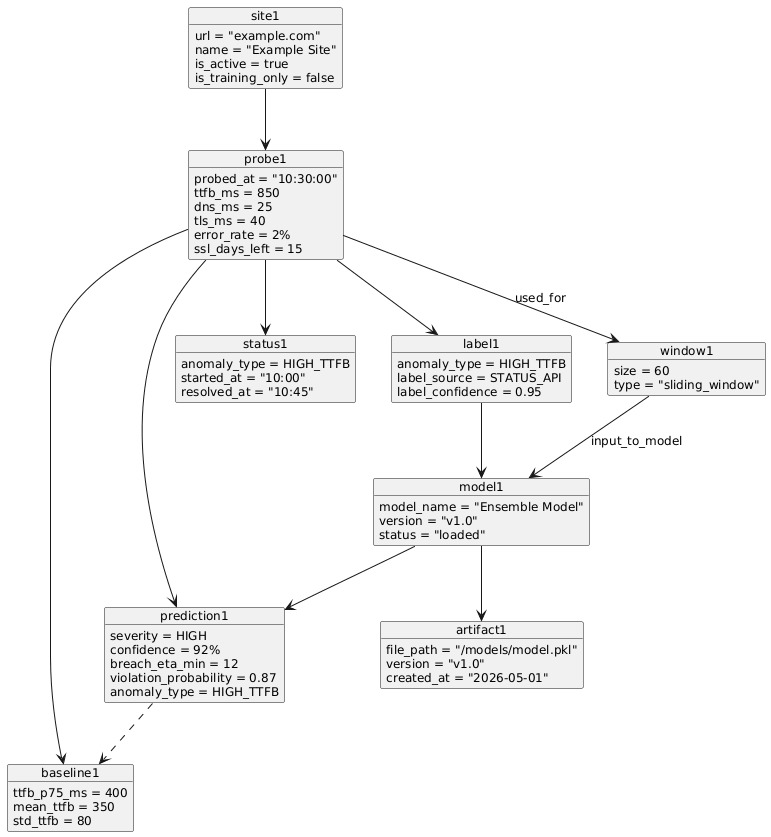 site1
url = "example.com"
name = "Example Site"
is_active = true
is_training_only = false
probe1
probed_at = "10:30:00"
ttfb_ms = 850
dns_ms = 25
tls_ms = 40
error_rate = 2%
ssl_days_left = 15
used_for
status1
anomaly_type = HIGH_TTFB
started_at = "10:00"
resolved_at = "10:45"
label1
anomaly_type = HIGH_TTFB
label_source = STATUS_API
label_confidence = 0.95
window1
size = 60
type = "sliding_window"
input_to_model
model1
model_name = "Ensemble Model"
version = "v1.0"
status = "loaded"
prediction1
severity = HIGH
confidence = 92%
breach_eta_min = 12
violation_probability = 0.87
anomaly_type = HIGH_TTFB
artifact1
file_path = "/models/model.pkl"
version = "v1.0"
created_at = "2026-05-01"
baseline1
ttfb_p75_ms = 400
mean_ttfb = 350
std_ttfb = 80